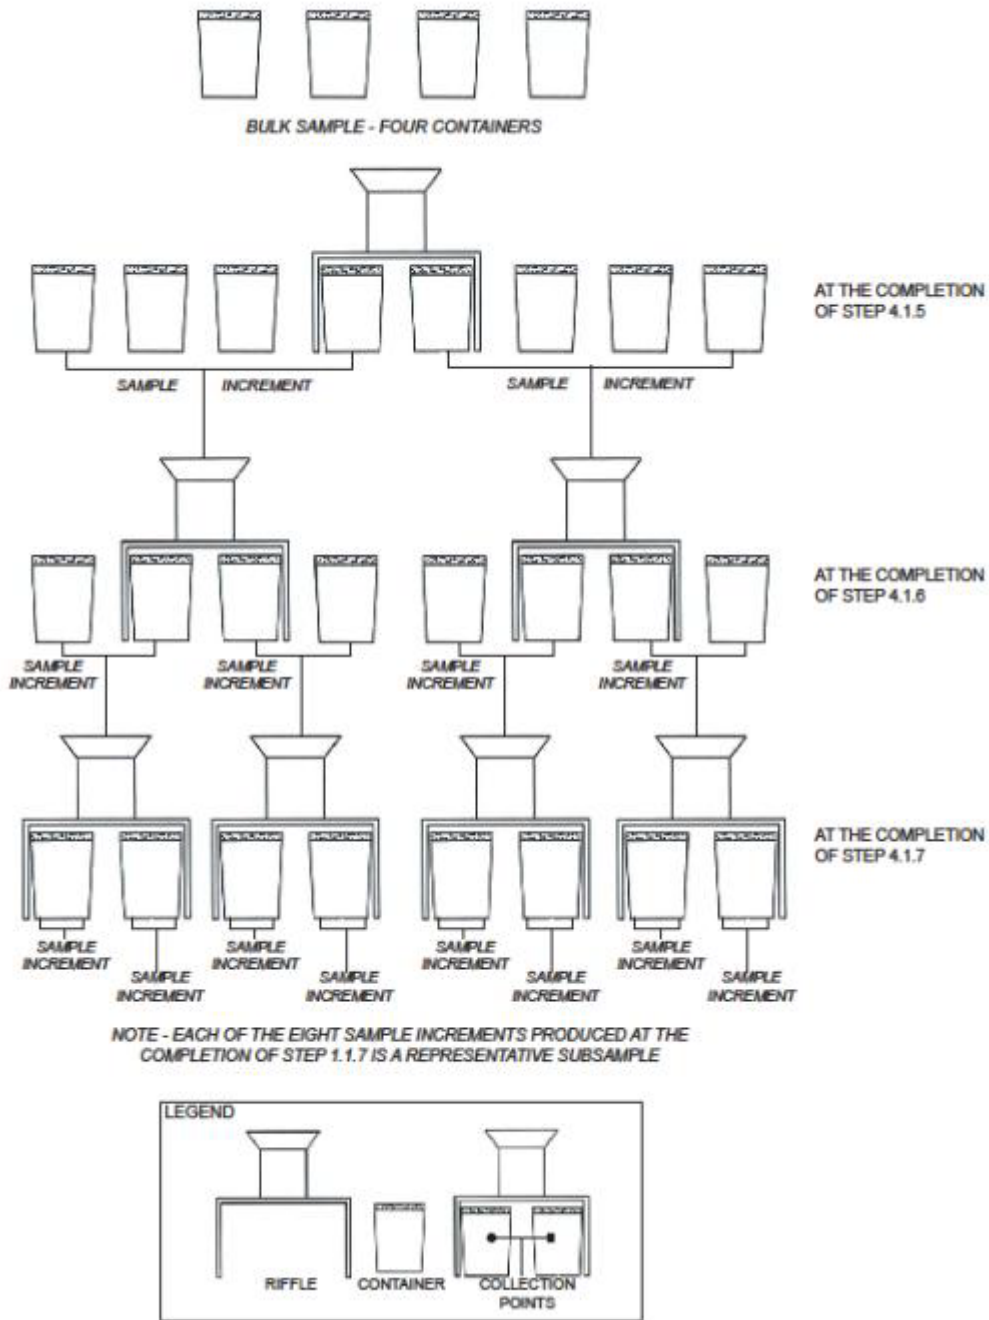 BULK SAMPLE - FOUR CONTAINERS
AT THE COMPLETION
OF STEP 4.1.5
SAMPLE INCREMENT
SAMPLE INCREMENT
AT THE COMPLETION
OF STEP 4.1.6
SAMPLE
INCREMENT
SAMPLE
INCREMENT
SAMPLE
INCREMENT
SAMPLE
INCREMENT
AT THE COMPLETION
OF STEP 4.1.7
SAMPLE
INCREMENT
SAMPLE
INCREMENT
SAMPLE
INCREMENT
SAMPLE
INCREMENT
SAMPLE
INCREMENT
SAMPLE
INCREMENT
SAMPLE
INCREMENT
SAMPLE
INCREMENT
NOTE - EACH OF THE EIGHT SAMPLE INCREMENTS PRODUCED AT THE
COMPLETION OF STEP 1.1.7 IS A REPRESENTATIVE SUBSAMPLE
LEGEND
RIFFLE
CONTAINER
COLLECTION
POINTS